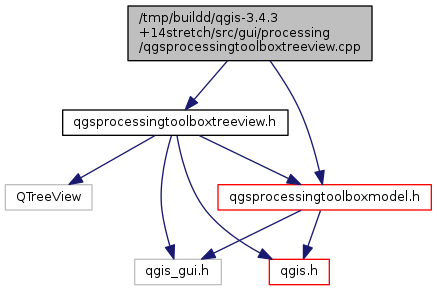 /tmp/buildd/qgis-3.4.3
+14stretch/src/gui/processing
/qgsprocessingtoolboxtreeview.cpp
qgsprocessingtoolboxtreeview.h
QTreeView
qgsprocessingtoolboxmodel.h
qgis_gui.h
qgis.h